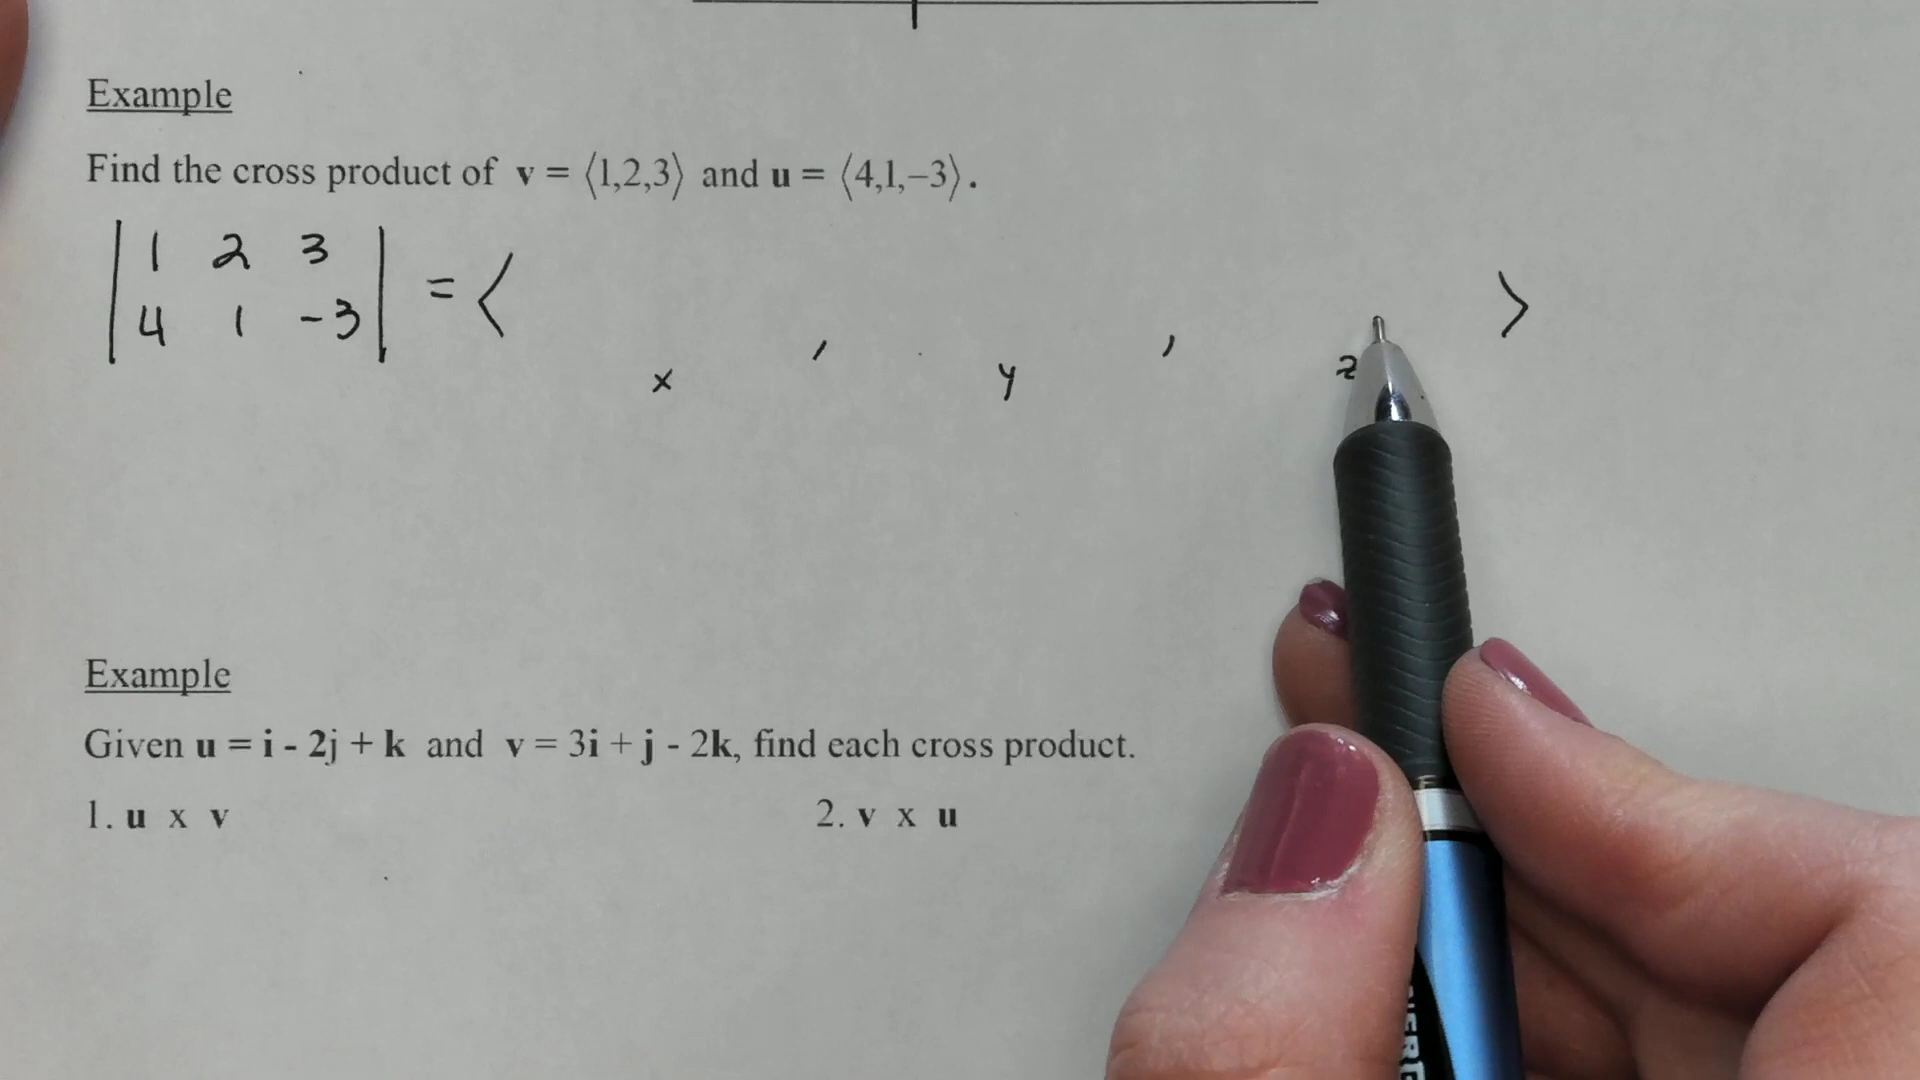 Example
Find the cross product of v = ⟨1,2,3⟩ and u = ⟨4,1,−3⟩.
| 1 2 3 |
| 4 1 -3 | = ⟨ , , ⟩
x y z
Example
Given u = i - 2j + k and v = 3i + j - 2k, find each cross product.
1. u x v 2. v x u